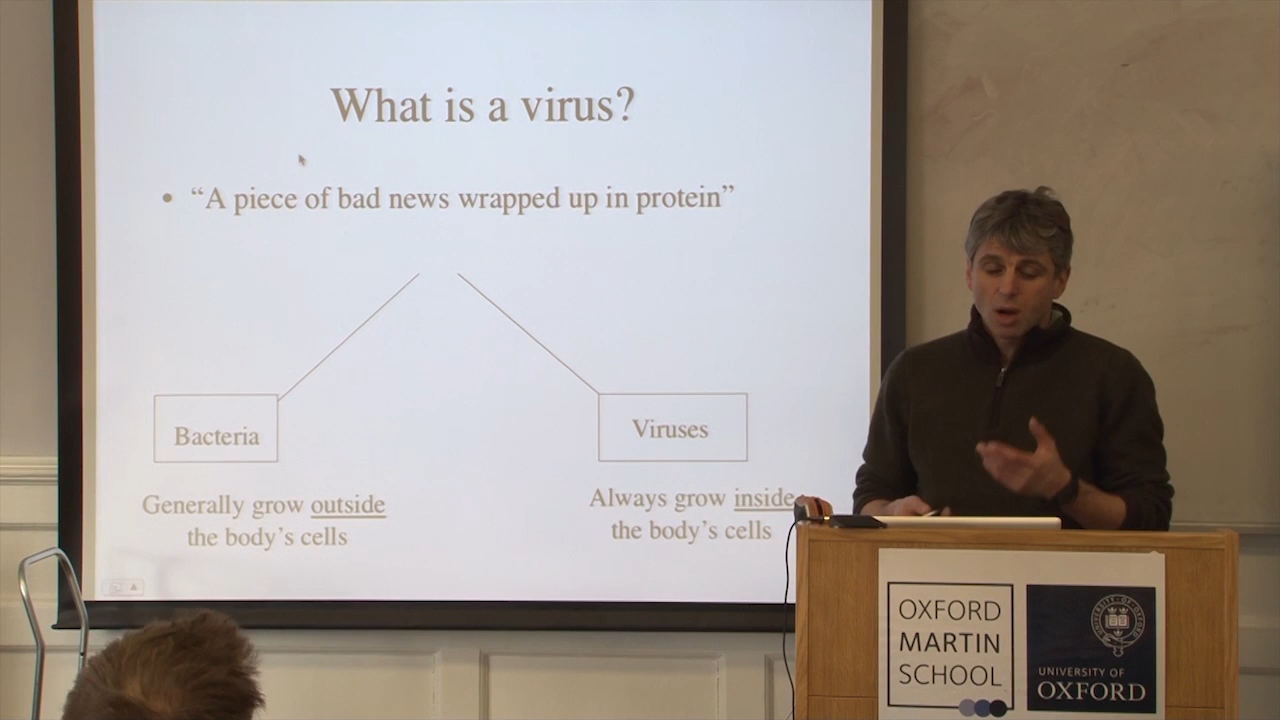 What is a virus?
• “A piece of bad news wrapped up in protein”
Bacteria
Viruses
Generally grow outside
the body’s cells
Always grow inside
the body’s cells
OXFORD
MARTIN
SCHOOL
UNIVERSITY OF
OXFORD